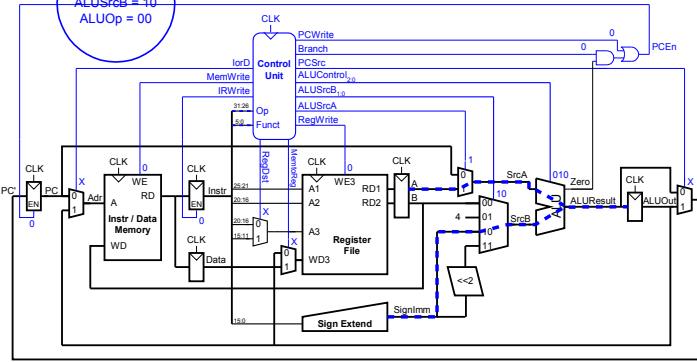 ALUSrcB = 10
ALUOp = 00
CLK
PCWrite
0
Branch
0
PCEn
IorD
Control
PCSrc
MemWrite
Unit
ALUControl2:0
IRWrite
ALUSrcB1:0
31:26
Op
ALUSrcA
5:0
Funct
RegWrite
RegDst
MemtoReg
CLK
CLK
CLK
CLK
CLK
X
0
0
1
10
010
X
0
PC'
PC
EN
0
X
0
1
Adr
WE
A
RD
Instr / Data
Memory
WD
EN
Instr
0
CLK
Data
25:21
20:16
20:16
15:11
0
1
X
0
1
X
WE3
A1
RD1
A2
RD2
A3
Register
File
WD3
A
B
0
1
SrcA
4
00
01
10
11
SrcB
ALU
Zero
ALUResult
CLK
ALUOut
0
1
<<2
15:0
Sign Extend
SignImm